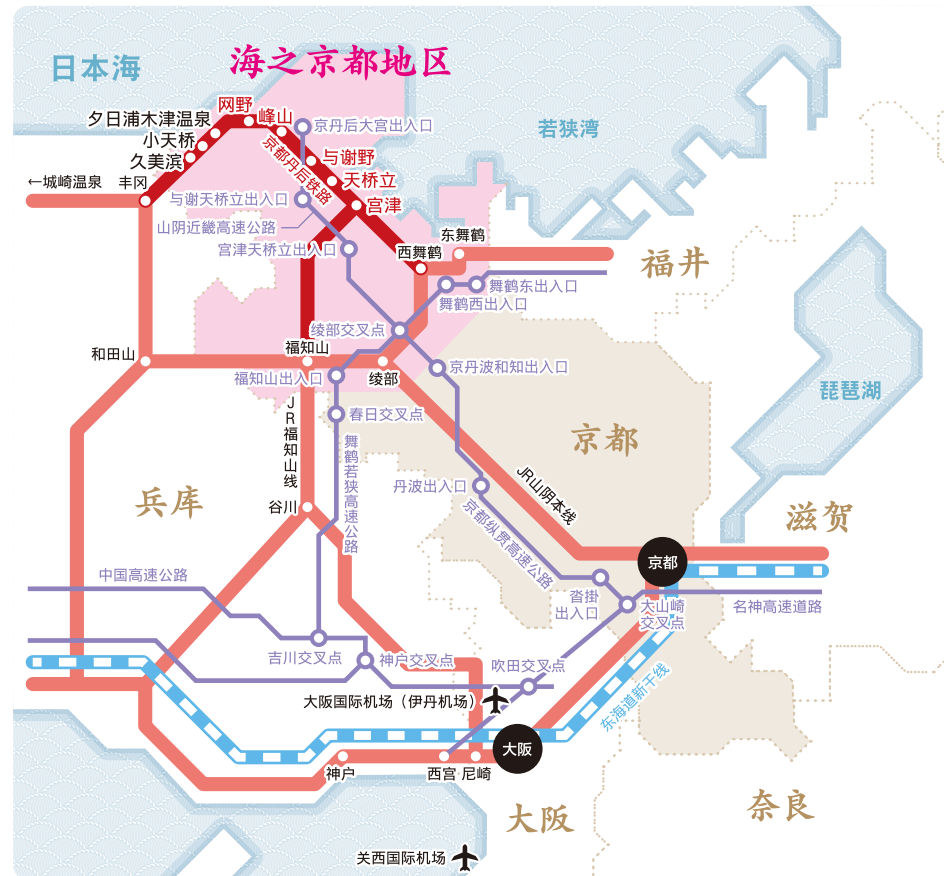 日本海
海之京都地区
网野
夕日浦木津温泉
峰山
京丹后大宫出入口
若狭湾
小天桥
京都丹后铁路
与谢野
久美滨
天桥立
←城崎温泉
丰冈
与谢天桥立出入口
宫津
山阴近畿高速公路
宫津天桥立出入口
西舞鹤
东舞鹤
福井
舞鹤东出入口
舞鹤西出入口
绫部交叉点
和田山
福知山
福知山出入口
绫部
京丹波和知出入口
琵琶湖
JR福知山线
春日交叉点
京都
舞鹤若狭高速公路
丹波出入口
JR山阴本线
兵库
谷川
京都纵贯高速公路
滋贺
京都
中国高速公路
沓掛
出入口
大山崎
交叉点
名神高速道路
吉川交叉点
神户交叉点
吹田交叉点
大阪国际机场（伊丹机场）
东海道新干线
大阪
神户
西宫
尼崎
大阪
奈良
关西国际机场